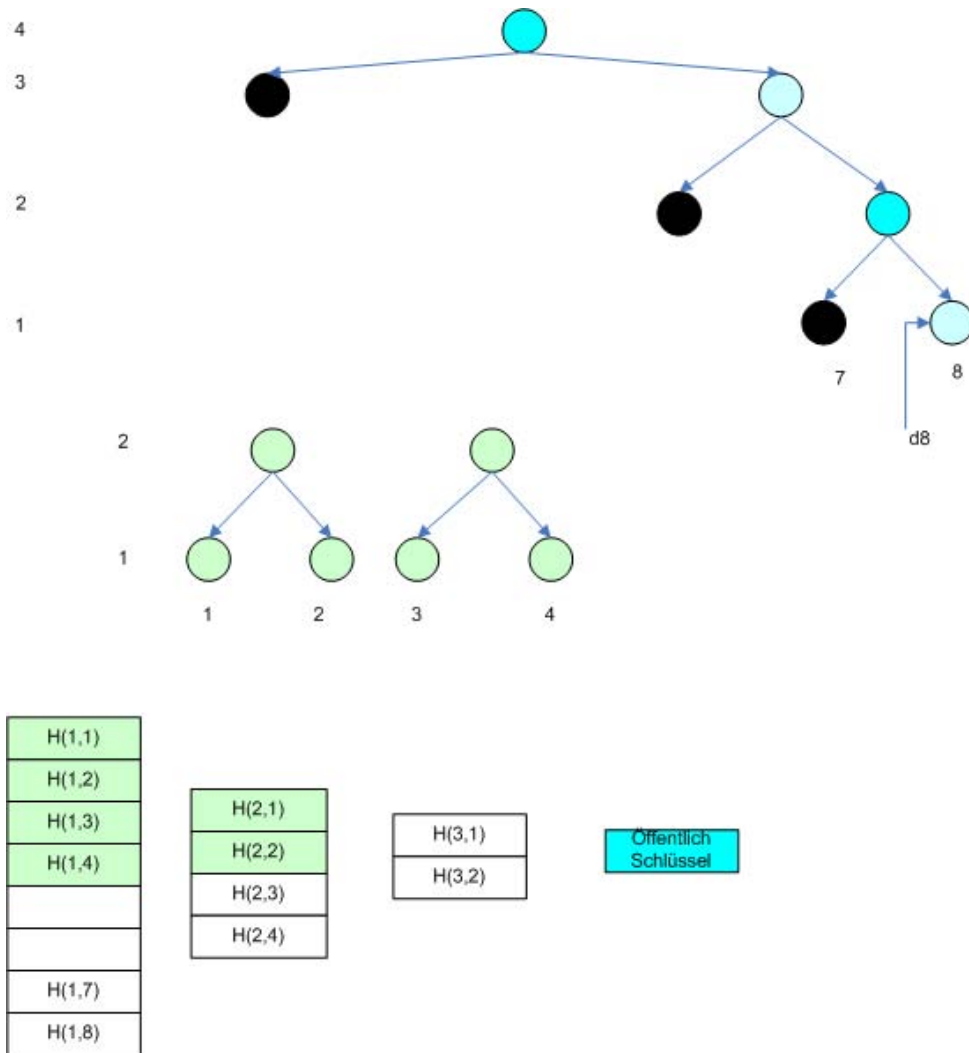 4
3
2
1
7 8
d8
2
1
1 2 3 4
H(1,1)
H(1,2)
H(1,3)
H(1,4)
H(1,7)
H(1,8)
H(2,1)
H(2,2)
H(2,3)
H(2,4)
H(3,1)
H(3,2)
Öffentlich
Schlüssel